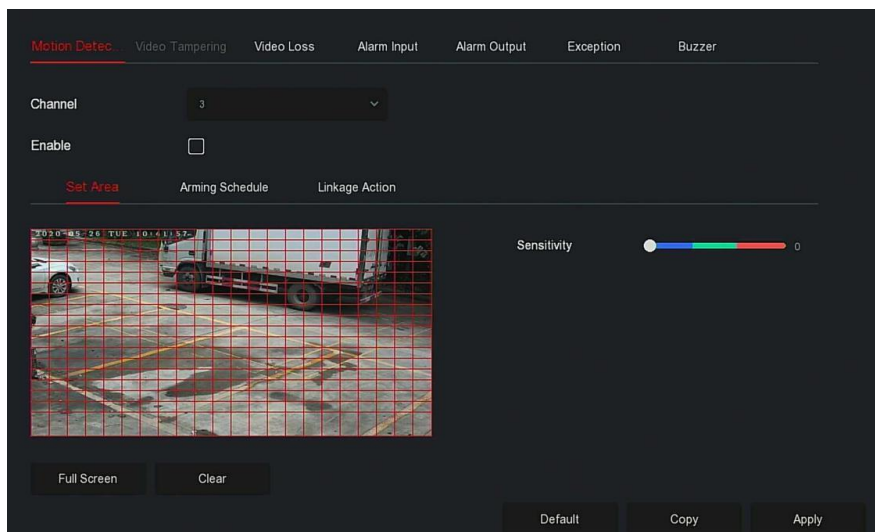 Motion Detec... Video Tampering Video Loss Alarm Input Alarm Output Exception Buzzer
Channel 3
Enable
Set Area Arming Schedule Linkage Action
2020-05-26 TUE 10:41:57
Sensitivity 0
Full Screen Clear
Default Copy Apply